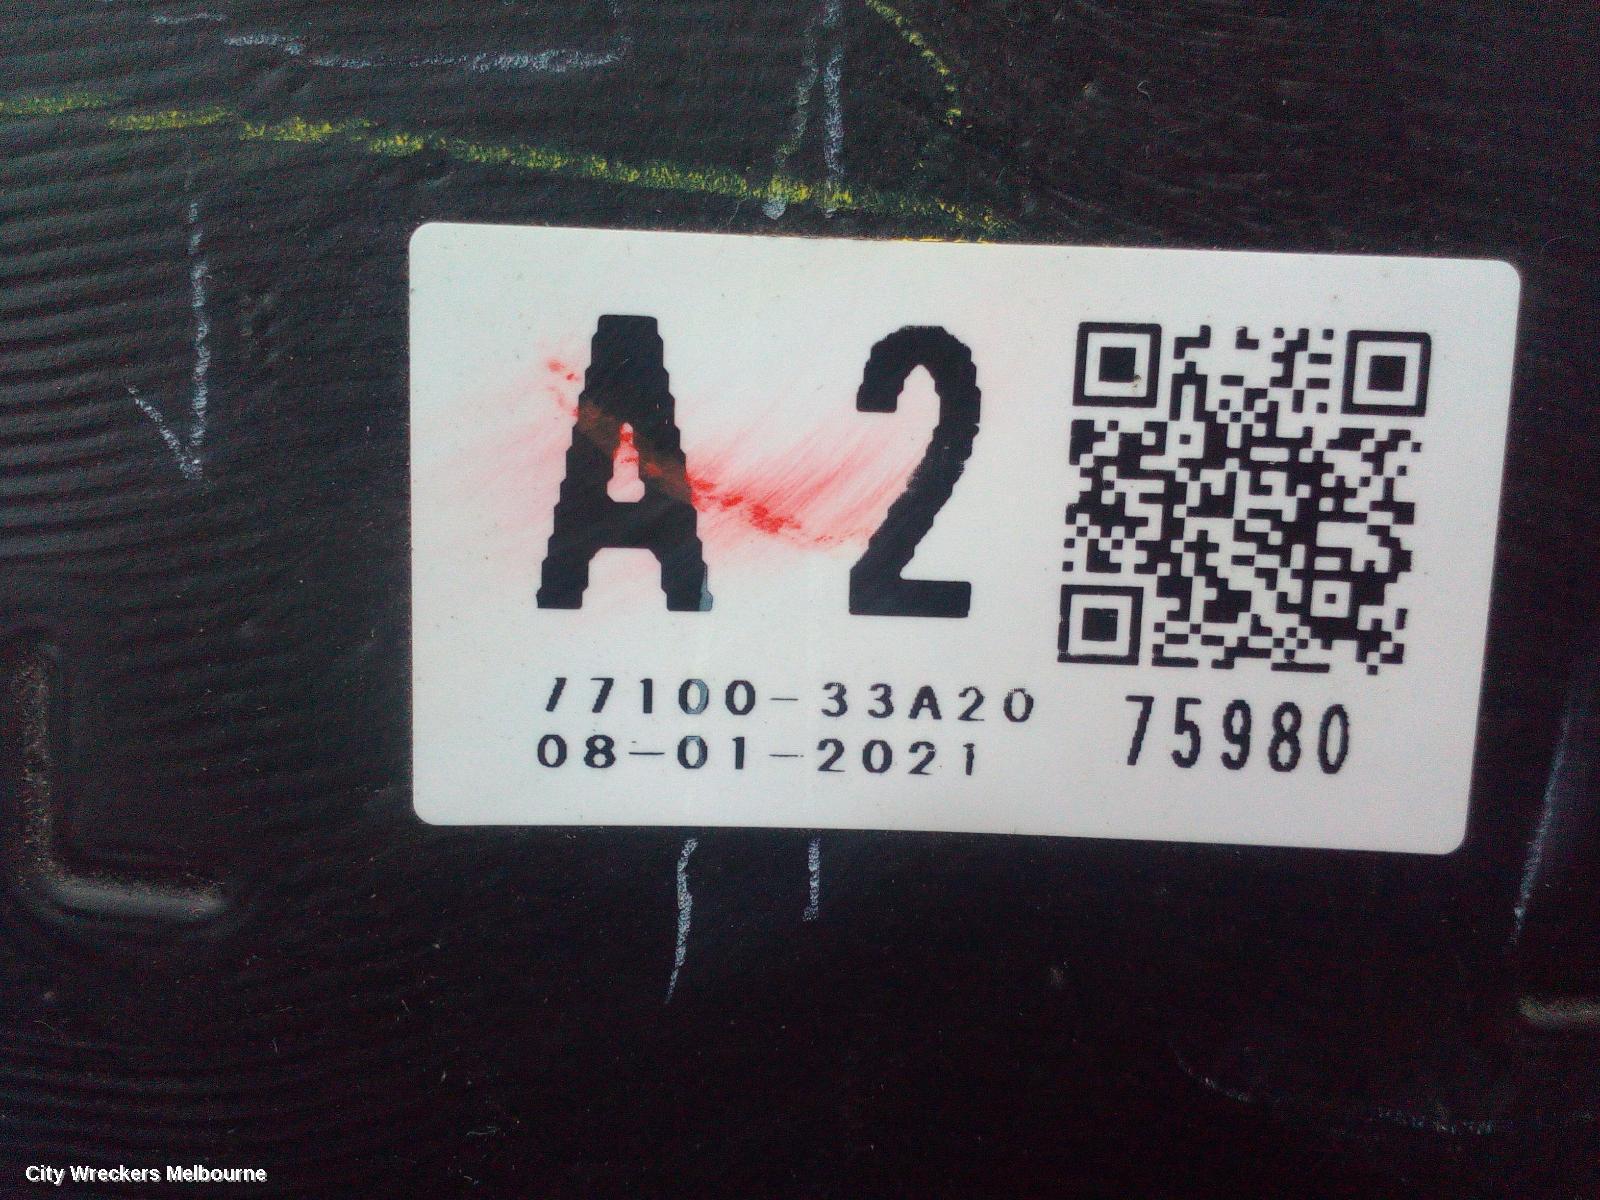 A 2
77100-33A20
08-01-2021
75980
City Wreckers Melbourne